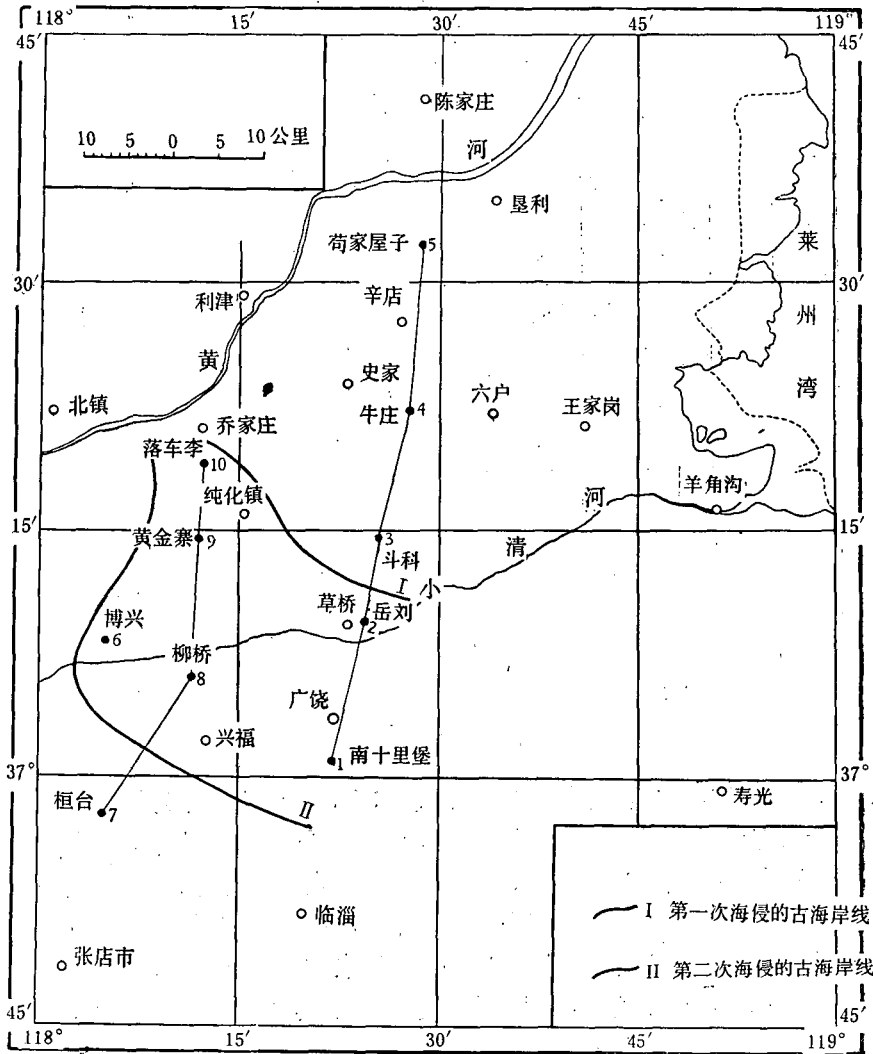 118° 15′ 30′ 45′ 119°
45′ 45′
陈家庄
10 5 0 5 10公里
河
垦利
苟家屋子 5
莱
30′ 30′
利津
辛店
州
黄
史家
湾
北镇
牛庄 4
六户
王家岗
乔家庄
落车李
10
纯化镇
羊角沟
河
15′ 15′
黄金寨 9
3
清
斗科
I 小
草桥
岳刘
2
博兴
6
柳桥
8
广饶
兴福
1 南十里堡
37° 37°
桓台
7
寿光
II
临淄
I 第一次海侵的古海岸线
张店市
II 第二次海侵的古海岸线
45′ 45′
118° 15′ 30′ 45′ 119°